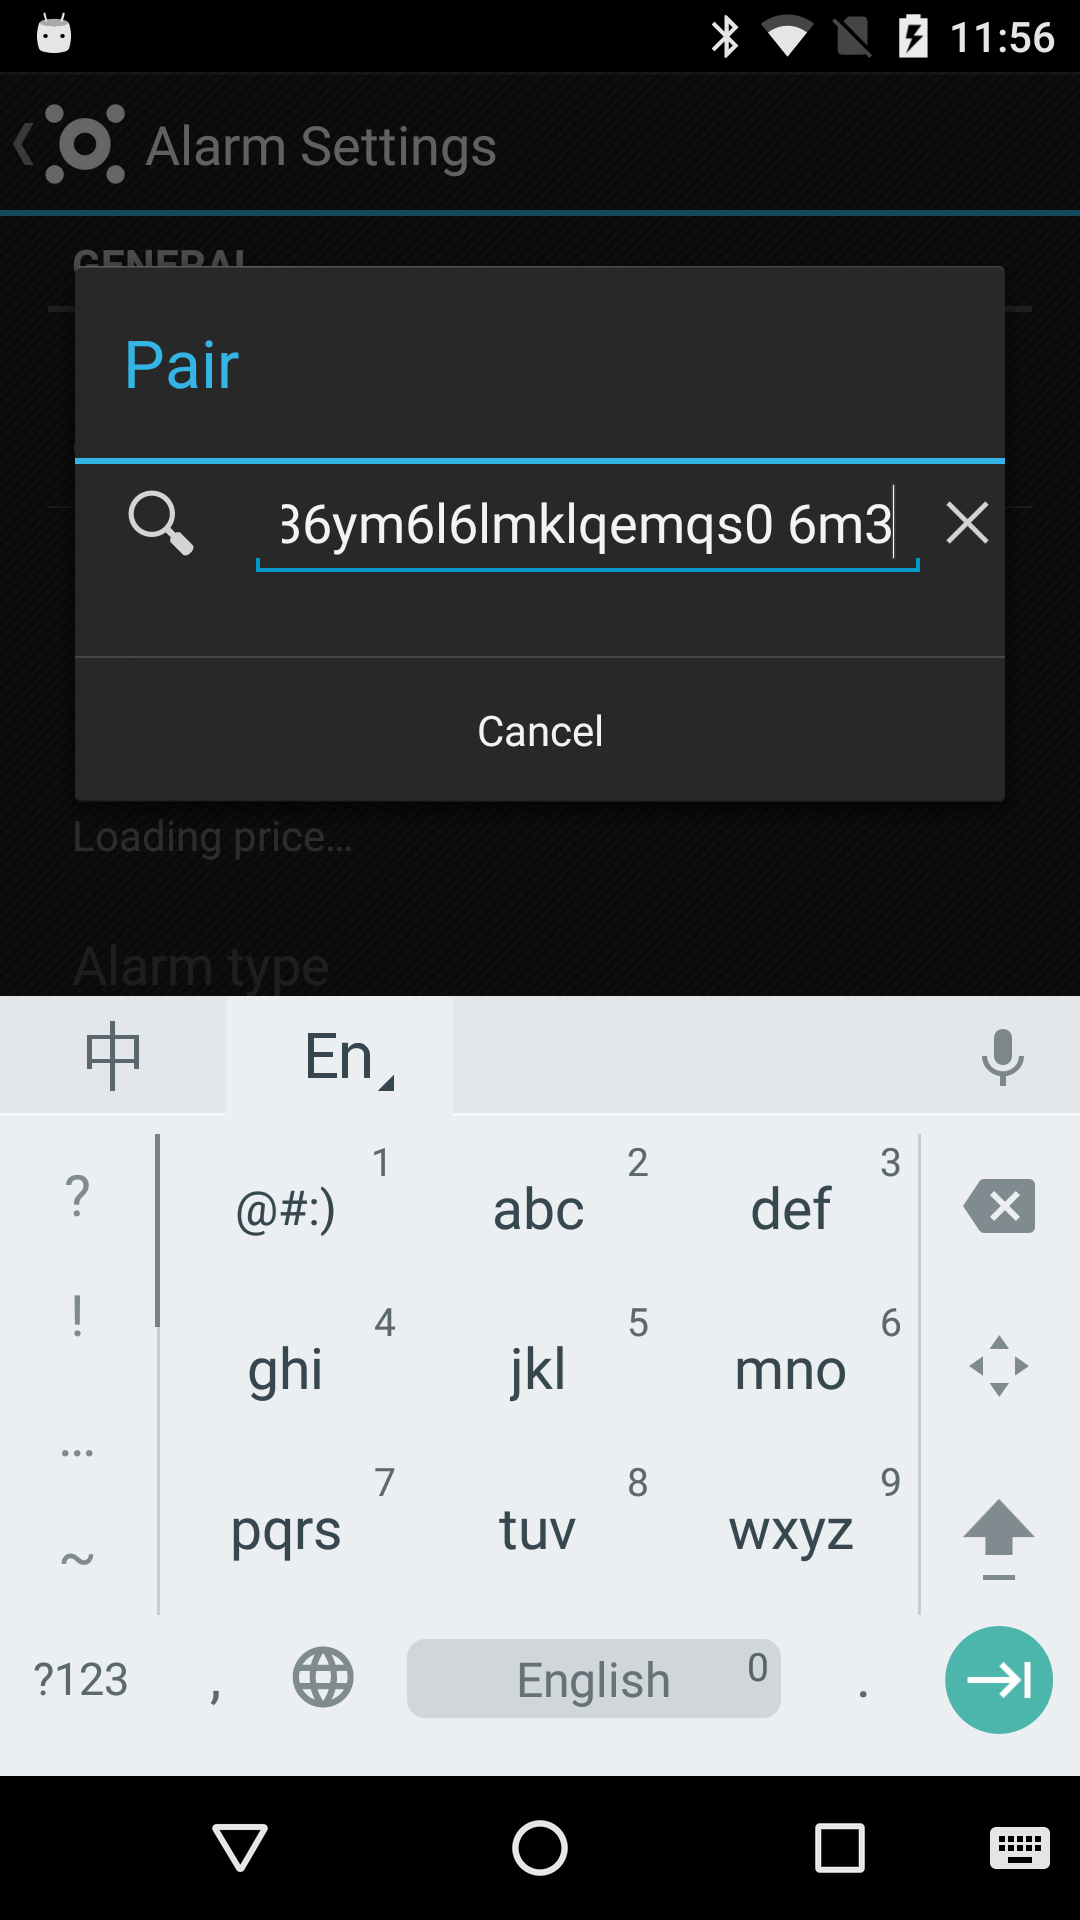 11:56
Alarm Settings
GENERAL
Pair
36ym6l6lmklqemqs0 6m3
Cancel
Loading price...
Alarm type
中
En
?
1
@#:)
2
abc
3
def
!
4
ghi
5
jkl
6
mno
...
7
pqrs
8
tuv
9
wxyz
~
?123
,
English
0
.